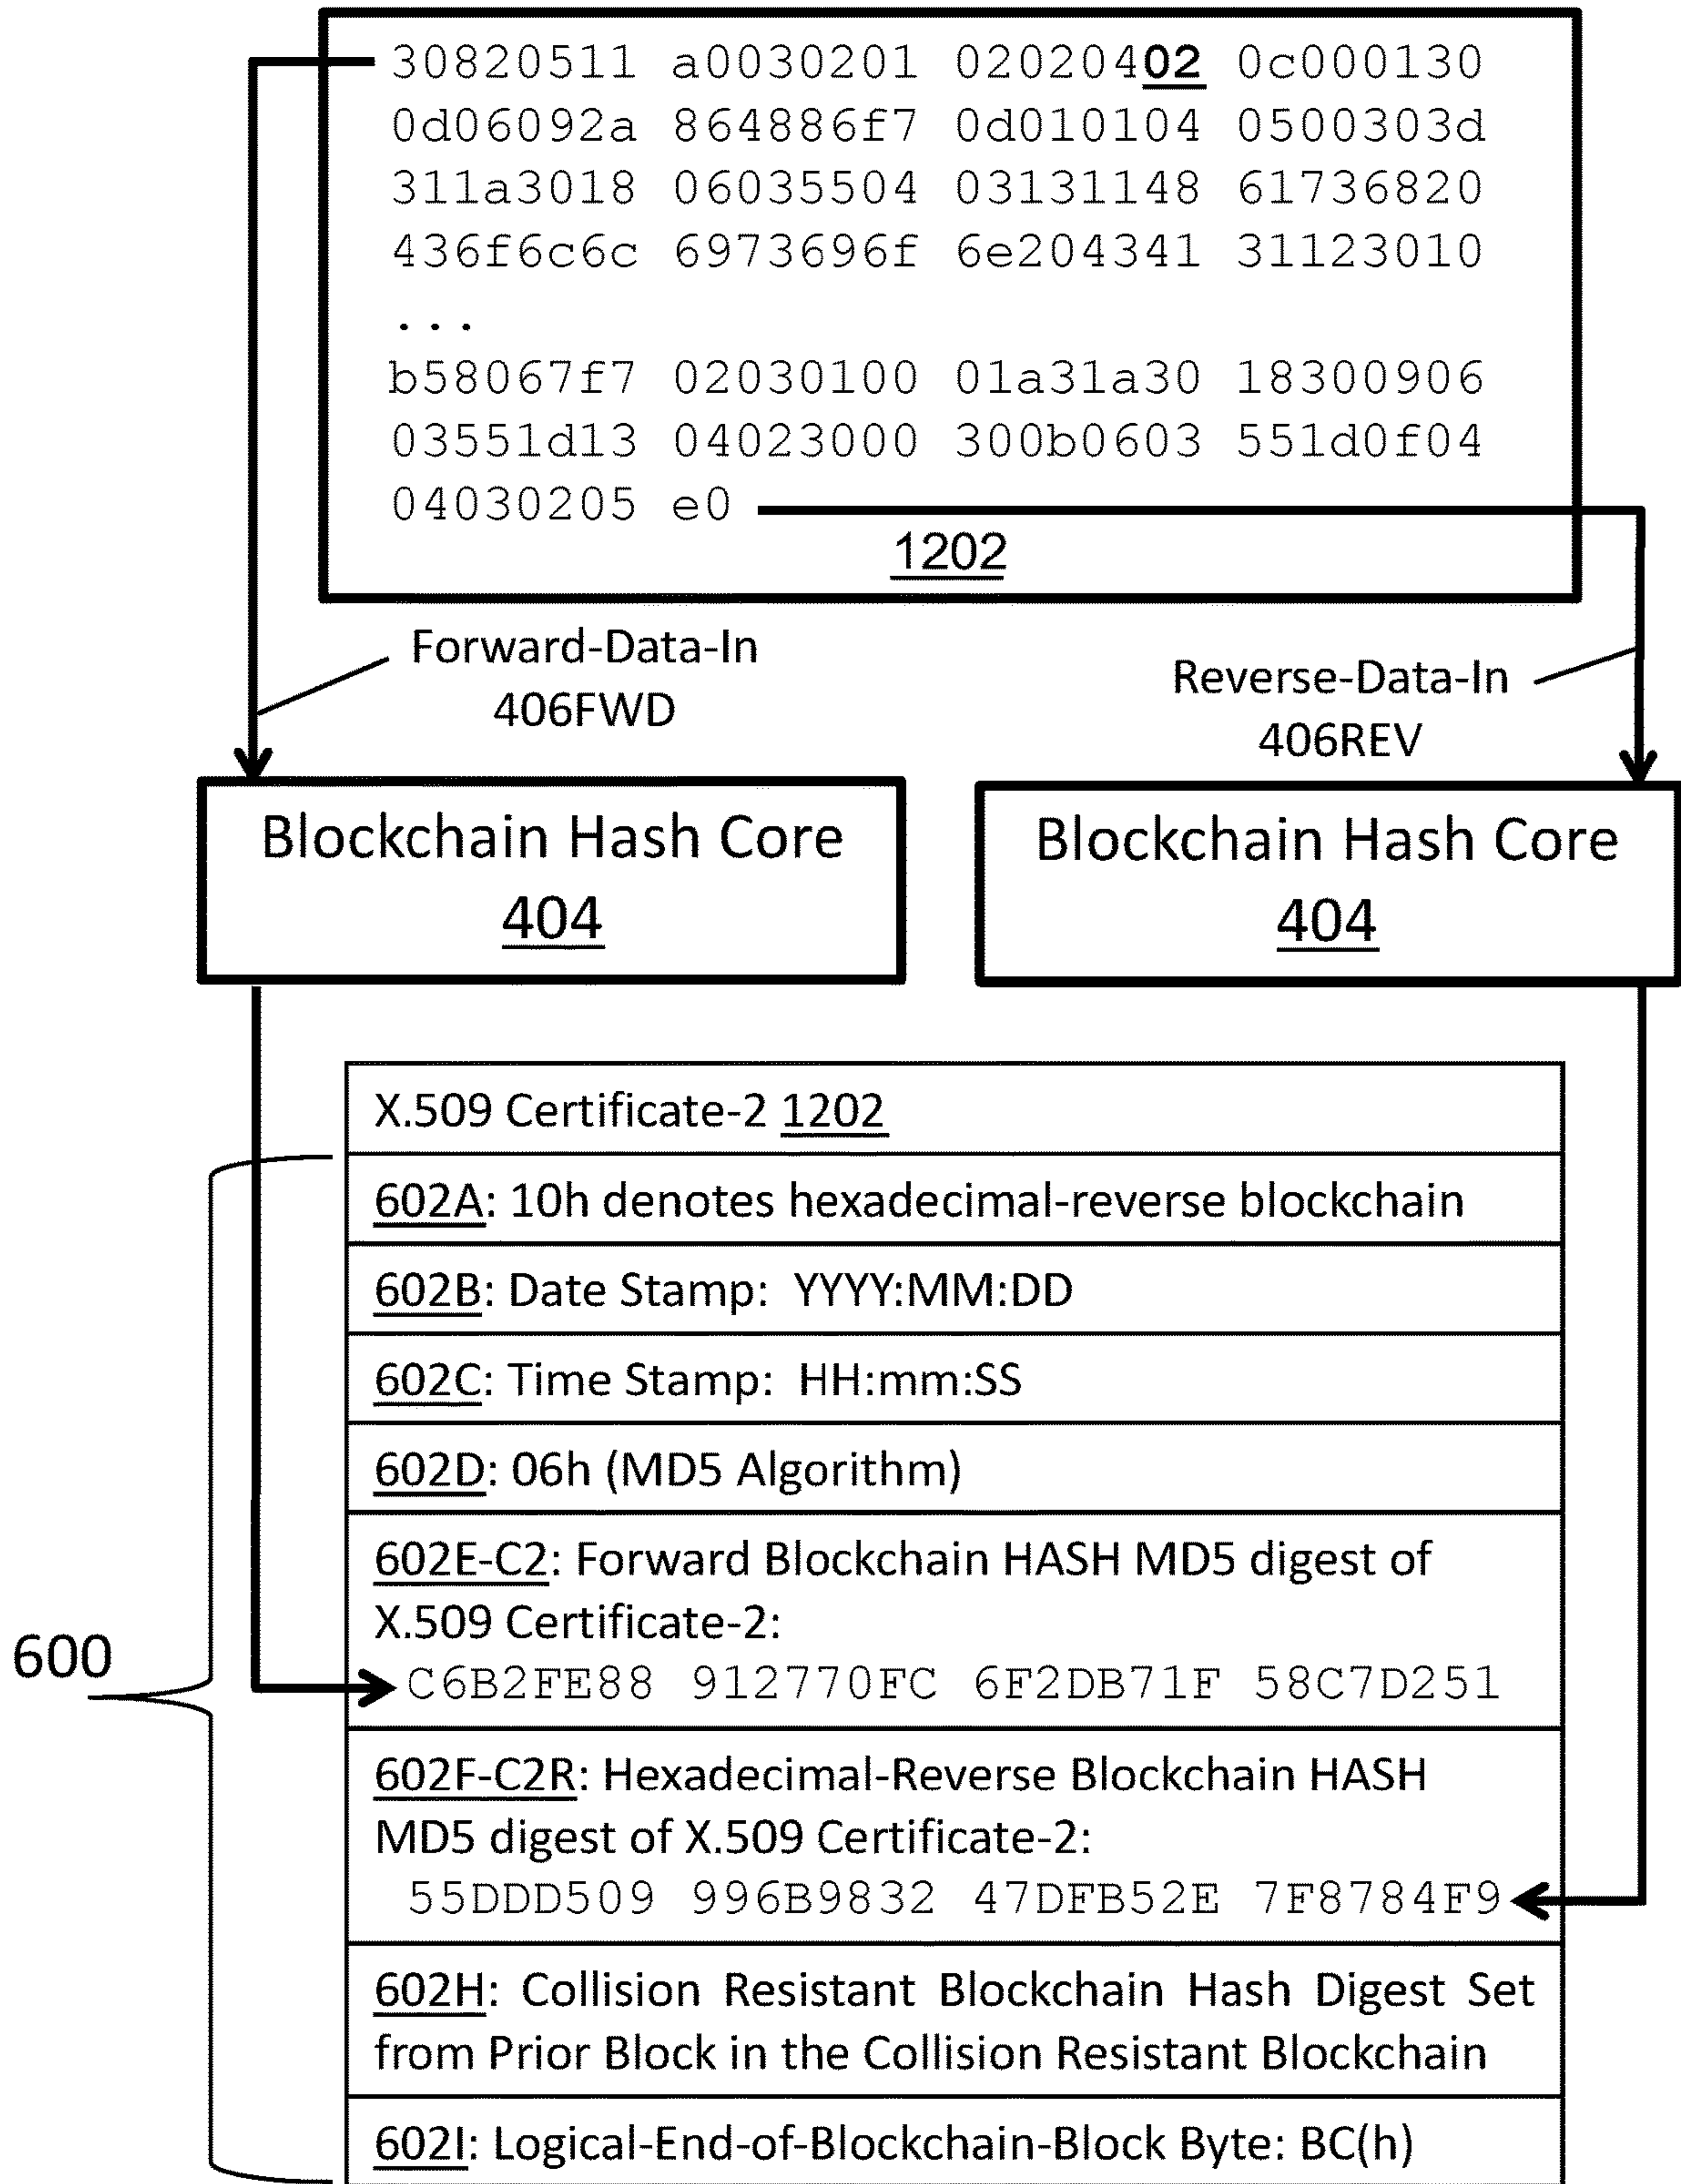 30820511 a0030201 02020402 0c000130
0d06092a 864886f7 0d010104 0500303d
311a3018 06035504 03131148 61736820
436f6c6c 6973696f 6e204341 31123010
...
b58067f7 02030100 01a31a30 18300906
03551d13 04023000 300b0603 551d0f04
04030205 e0
1202
Forward-Data-In
406FWD
Reverse-Data-In
406REV
Blockchain Hash Core
404
Blockchain Hash Core
404
X.509 Certificate-2 1202
602A: 10h denotes hexadecimal-reverse blockchain
602B: Date Stamp: YYYY:MM:DD
602C: Time Stamp: HH:mm:SS
602D: 06h (MD5 Algorithm)
602E-C2: Forward Blockchain HASH MD5 digest of
X.509 Certificate-2:
C6B2FE88 912770FC 6F2DB71F 58C7D251
600
602F-C2R: Hexadecimal-Reverse Blockchain HASH
MD5 digest of X.509 Certificate-2:
55DDD509 996B9832 47DFB52E 7F8784F9
602H: Collision Resistant Blockchain Hash Digest Set
from Prior Block in the Collision Resistant Blockchain
602I: Logical-End-of-Blockchain-Block Byte: BC(h)